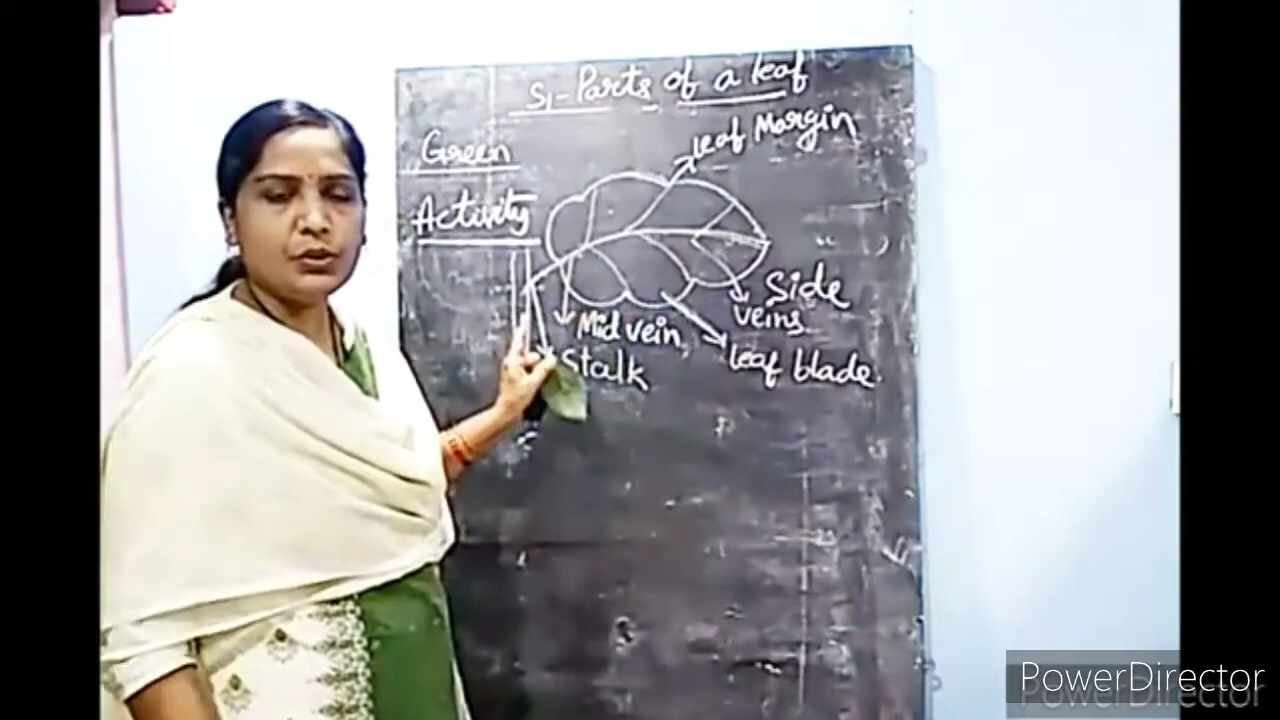 S1-Parts of a leaf
Green
Activity
leaf Margin
Side
veins
Mid vein
Stalk
leaf blade.
PowerDirector